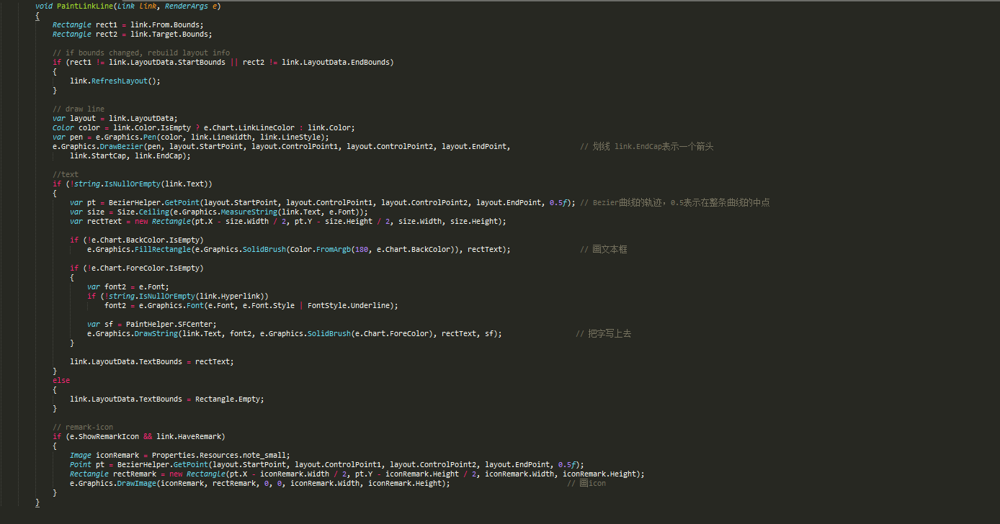 void PaintLinkLine(Link link, RenderArgs e)
{
Rectangle rect1 = link.From.Bounds;
Rectangle rect2 = link.Target.Bounds;
// if bounds changed, rebuild layout info
if (rect1 != link.LayoutData.StartBounds || rect2 != link.LayoutData.EndBounds)
{
link.RefreshLayout();
}
// draw line
var layout = link.LayoutData;
Color color = link.Color.IsEmpty ? e.Chart.LinkLineColor : link.Color;
var pen = e.Graphics.Pen(color, link.LineWidth, link.LineStyle);
e.Graphics.DrawBezier(pen, layout.StartPoint, layout.ControlPoint1, layout.ControlPoint2, layout.EndPoint, // 划线 link.EndCap表示一个箭头
link.StartCap, link.EndCap);
//text
if (!string.IsNullOrEmpty(link.Text))
{
var pt = BezierHelper.GetPoint(layout.StartPoint, layout.ControlPoint1, layout.ControlPoint2, layout.EndPoint, 0.5f); // Bezier曲线的轨迹，0.5表示在整条曲线的中点
var size = Size.Ceiling(e.Graphics.MeasureString(link.Text, e.Font));
var rectText = new Rectangle(pt.X - size.Width / 2, pt.Y - size.Height / 2, size.Width, size.Height);
if (!e.Chart.BackColor.IsEmpty)
e.Graphics.FillRectangle(e.Graphics.SolidBrush(Color.FromArgb(180, e.Chart.BackColor)), rectText); // 画文本框
if (!e.Chart.ForeColor.IsEmpty)
{
var font2 = e.Font;
if (!string.IsNullOrEmpty(link.Hyperlink))
font2 = e.Graphics.Font(e.Font, e.Font.Style | FontStyle.Underline);
var sf = PaintHelper.SFCenter;
e.Graphics.DrawString(link.Text, font2, e.Graphics.SolidBrush(e.Chart.ForeColor), rectText, sf); // 把字写上去
}
link.LayoutData.TextBounds = rectText;
}
else
{
link.LayoutData.TextBounds = Rectangle.Empty;
}
// remark-icon
if (e.ShowRemarkIcon && link.HaveRemark)
{
Image iconRemark = Properties.Resources.note_small;
Point pt = BezierHelper.GetPoint(layout.StartPoint, layout.ControlPoint1, layout.ControlPoint2, layout.EndPoint, 0.5f);
Rectangle rectRemark = new Rectangle(pt.X - iconRemark.Width / 2, pt.Y - iconRemark.Height / 2, iconRemark.Width, iconRemark.Height);
e.Graphics.DrawImage(iconRemark, rectRemark, 0, 0, iconRemark.Width, iconRemark.Height); // 画icon
}
}